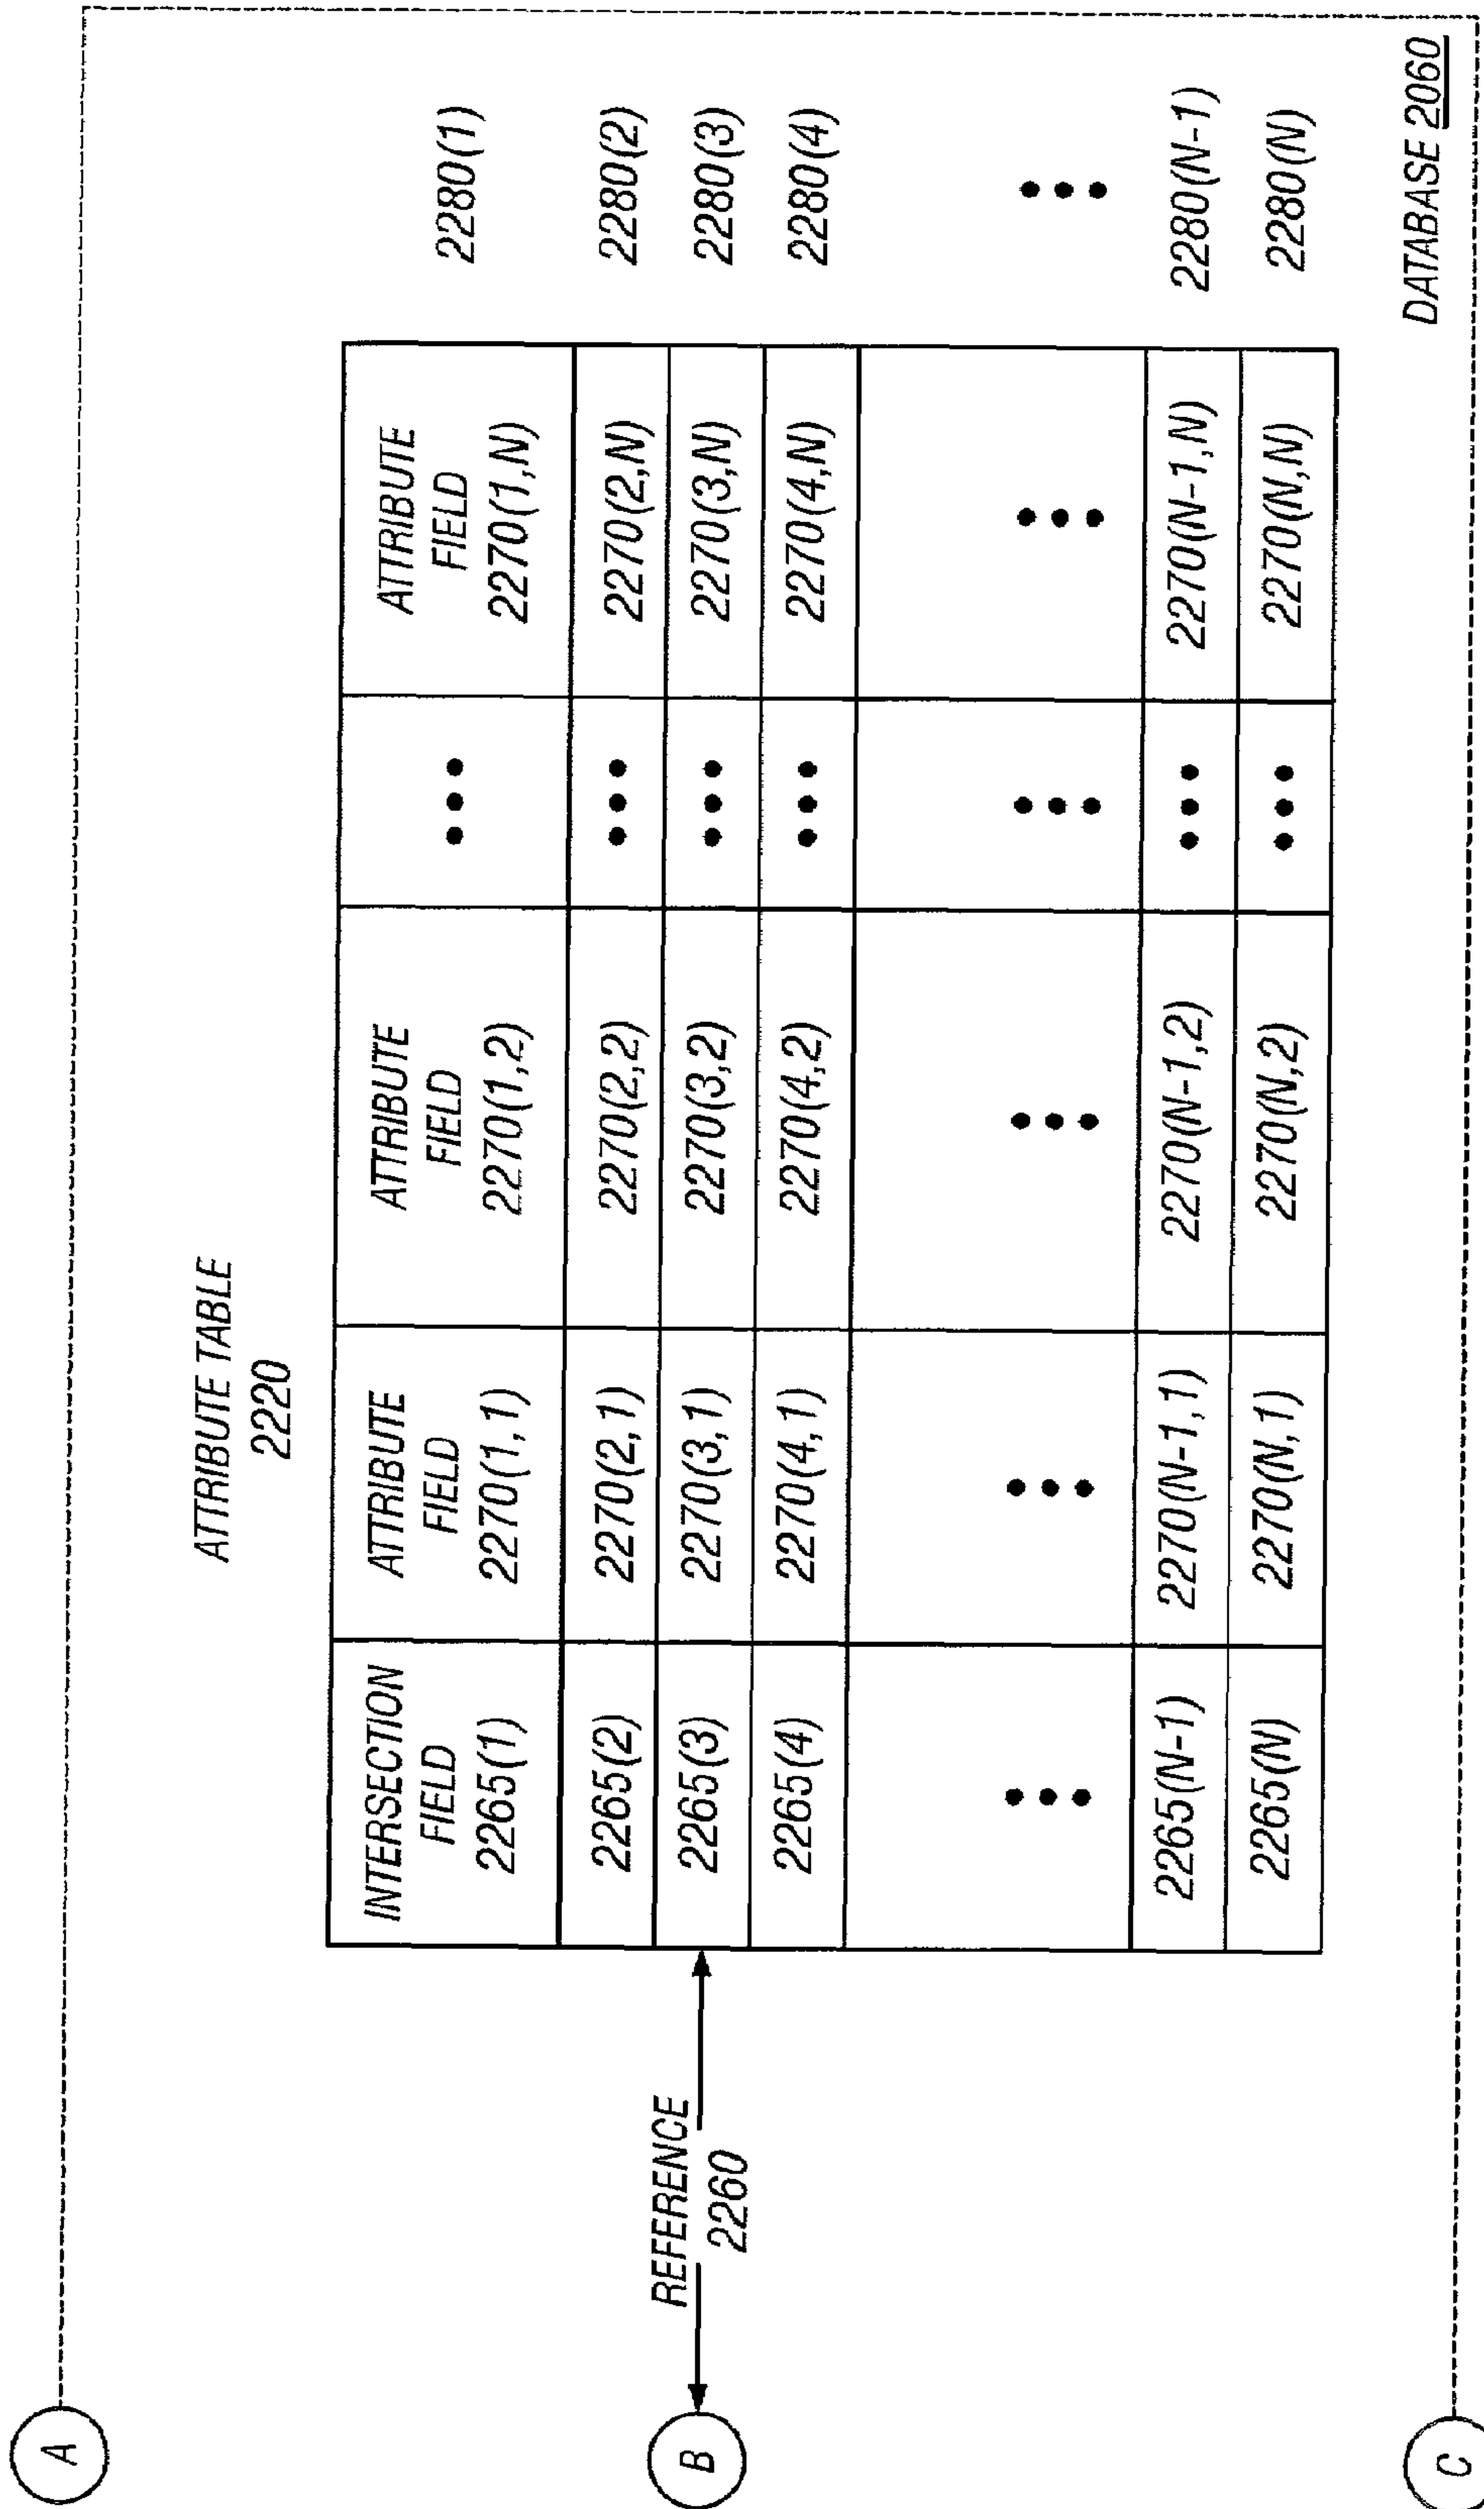 A
ATTRIBUTE TABLE
2220
INTERSECTION
FIELD
2265(1)
ATTRIBUTE
FIELD
2270(1,1)
ATTRIBUTE
FIELD
2270(1,2)
•••
ATTRIBUTE
FIELD
2270(1,N)
2280(1)
2265(2) 2270(2,1) 2270(2,2) ••• 2270(2,N) 2280(2)
REFERENCE
2260
B
2265(3) 2270(3,1) 2270(3,2) ••• 2270(3,N) 2280(3)
2265(4) 2270(4,1) 2270(4,2) ••• 2270(4,N) 2280(4)
2265(N-1) 2270(N-1,1) 2270(N-1,2) ••• 2270(N-1,N) 2280(N-1)
2265(N) 2270(N,1) 2270(N,2) ••• 2270(N,N) 2280(N)
DATABASE 2060
C